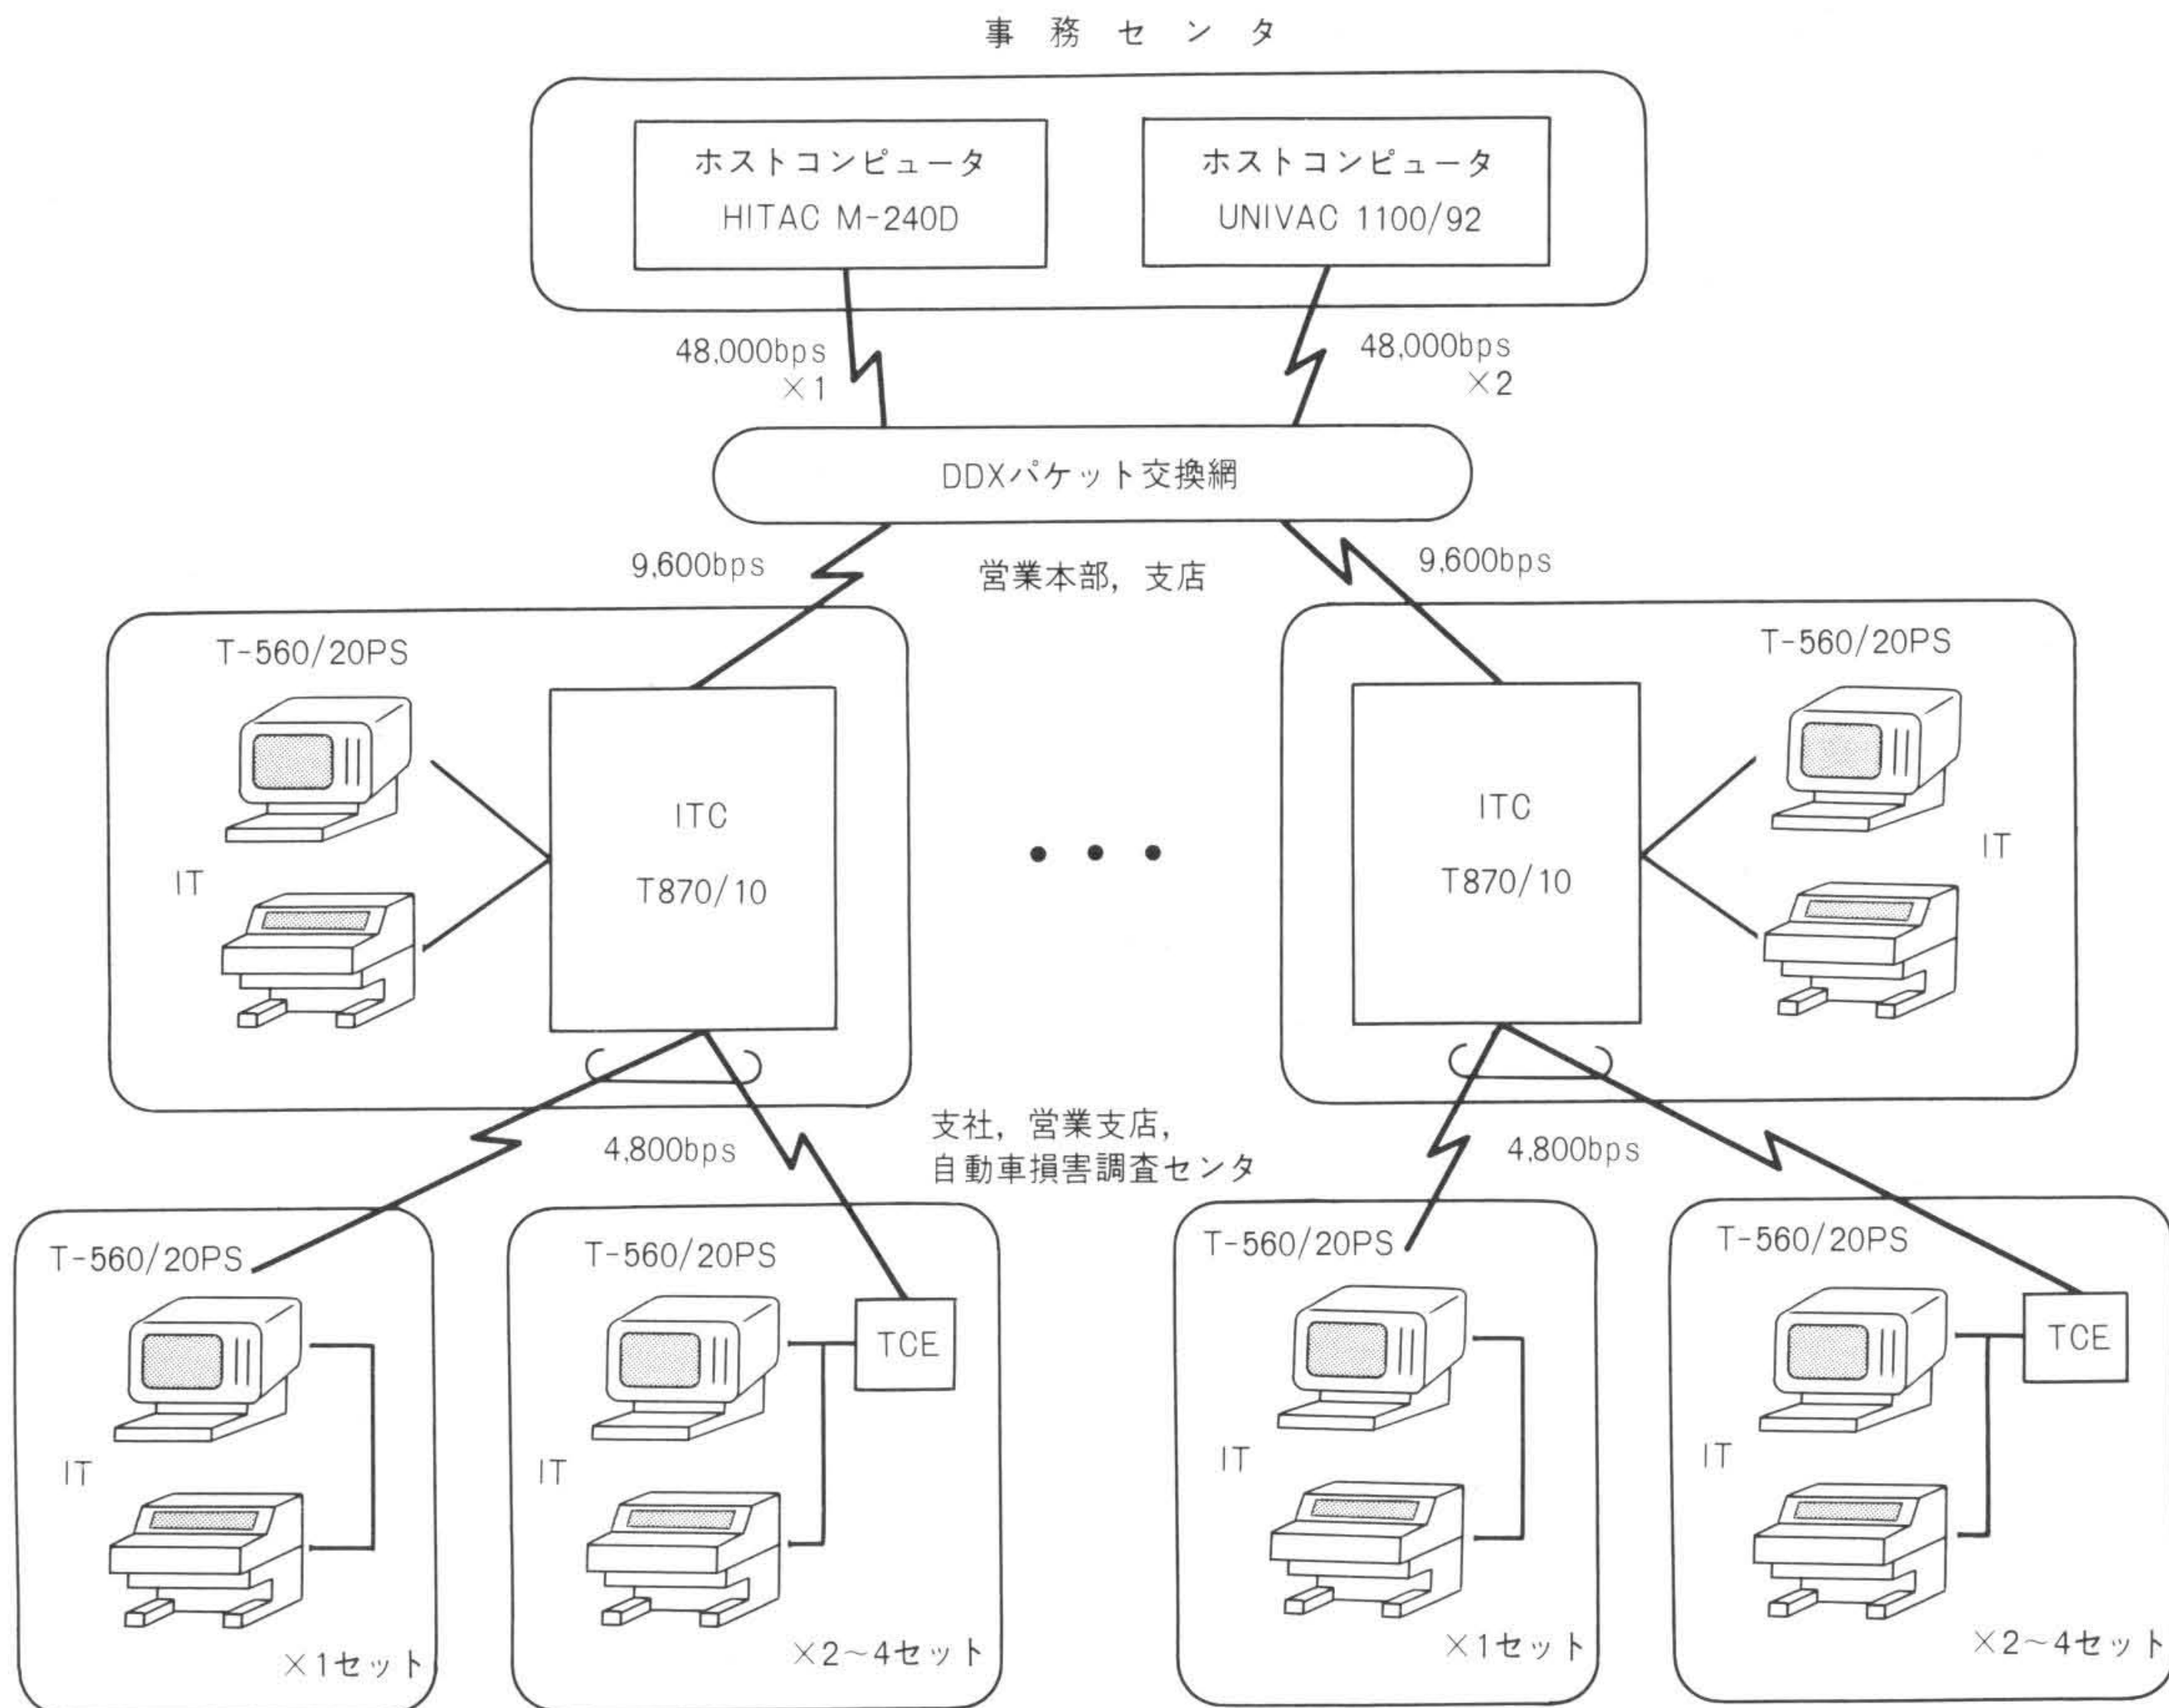 事務センタ
ホストコンピュータ
HITAC M-240D
ホストコンピュータ
UNIVAC 1100/92
48,000bps
×1
48,000bps
×2
DDXパケット交換網
9,600bps
営業本部，支店
9,600bps
T-560/20PS
IT
ITC
T870/10
T-560/20PS
IT
ITC
T870/10
4,800bps
支社，営業支店，
自動車損害調査センタ
4,800bps
T-560/20PS
IT
×1セット
T-560/20PS
TCE
IT
×2～4セット
T-560/20PS
IT
×1セット
T-560/20PS
TCE
IT
×2～4セット